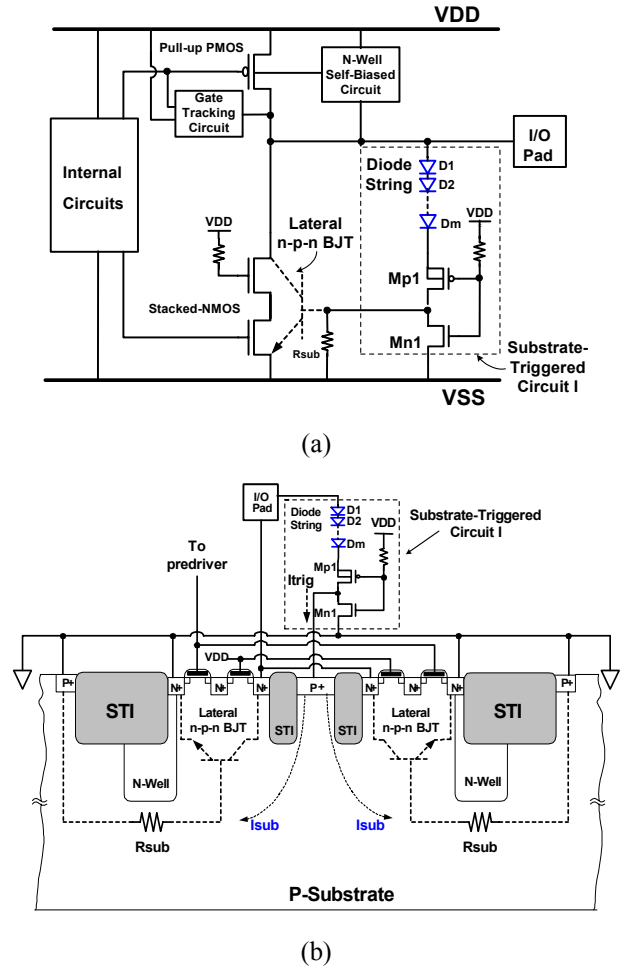 VDD
Pull-up PMOS
N-Well
Self-Biased
Circuit
Gate
Tracking
Circuit
I/O
Pad
Internal
Circuits
Diode
String
D1
D2
Dm
VDD
VDD
Lateral
n-p-n BJT
Mp1
Stacked-NMOS
Rsub
Mn1
Substrate-
Triggered
Circuit I
VSS
(a)
I/O
Pad
Diode
String
D1
D2
Dm
VDD
Substrate-Triggered
Circuit I
To
predriver
Mp1
Itrig
Mn1
VDD
P+
N+
N+
N+
P+
N+
N+
N+
P+
STI
Lateral
n-p-n BJT
STI
STI
Lateral
n-p-n BJT
STI
N-Well
N-Well
Isub
Isub
Rsub
Rsub
P-Substrate
(b)